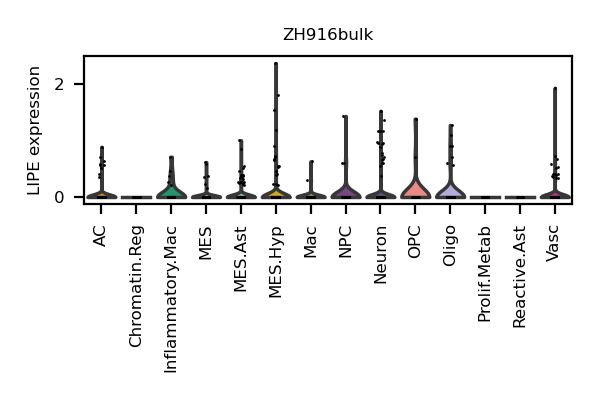 ZH916bulk
LIPE expression
2
0
AC
Chromatin.Reg
Inflammatory.Mac
MES
MES.Ast
MES.Hyp
Mac
NPC
Neuron
OPC
Oligo
Prolif.Metab
Reactive.Ast
Vasc